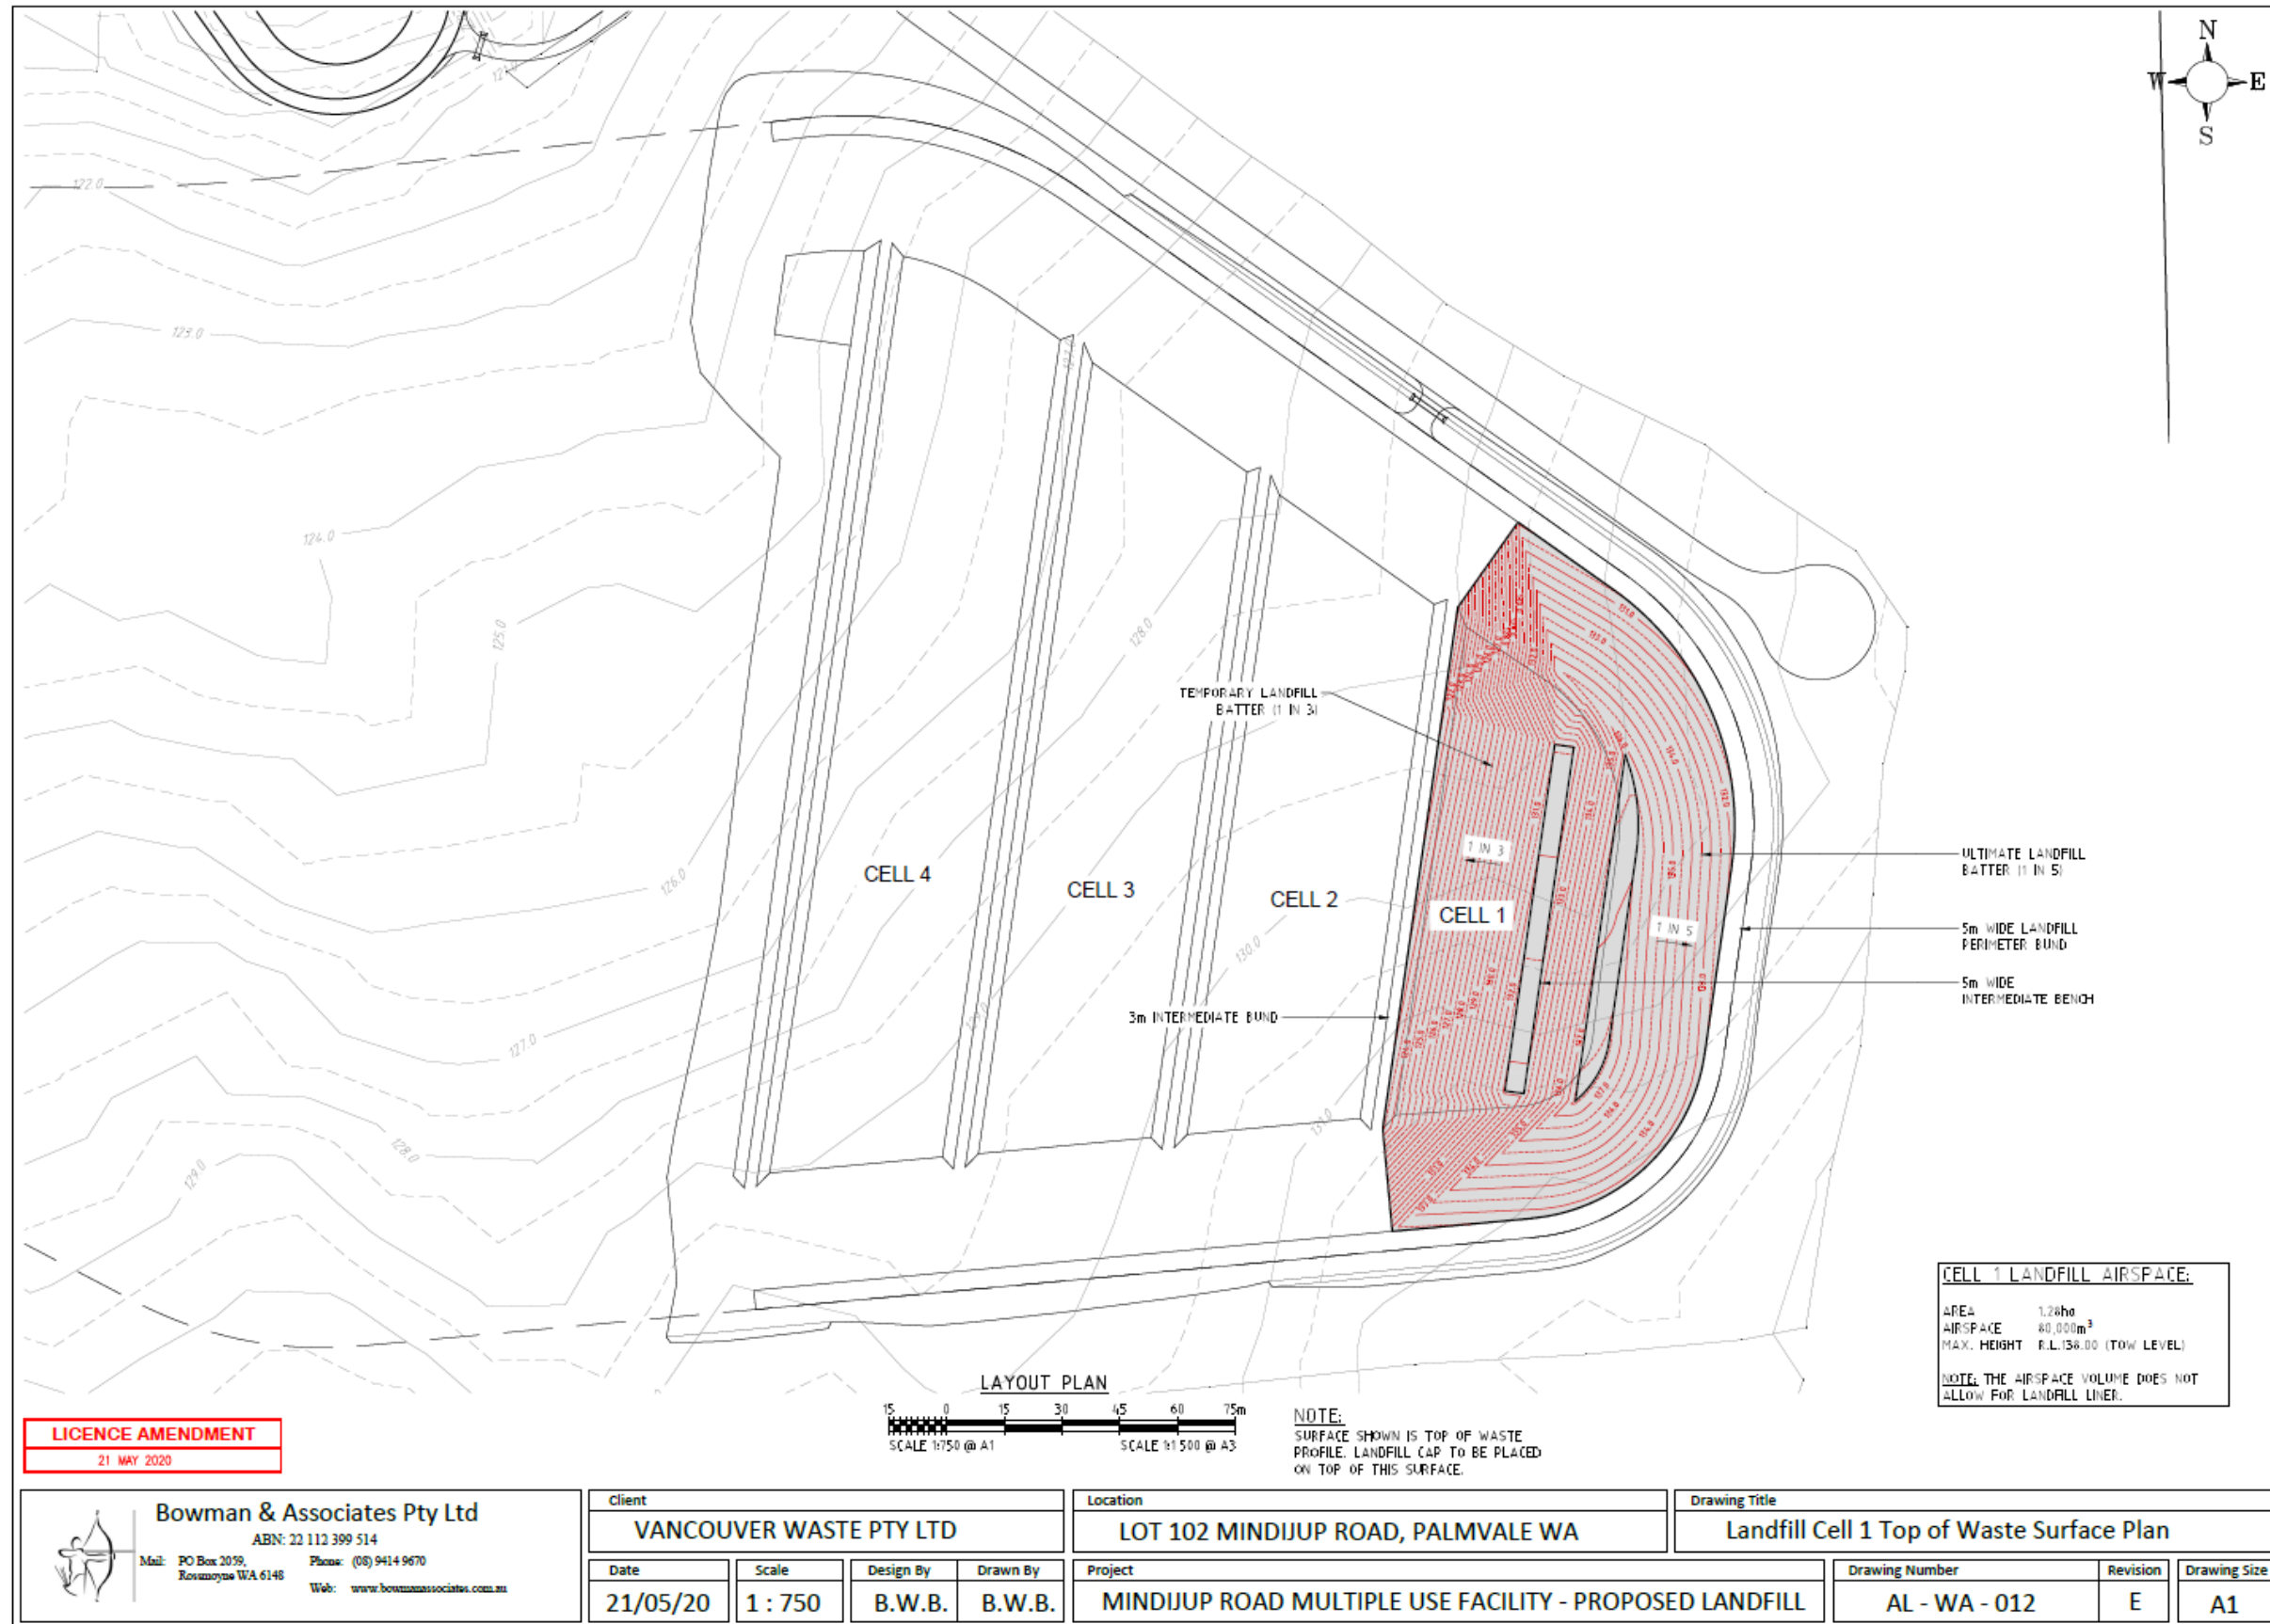 N
W E
S
121.0
122.0
123.0
124.0
125.0
126.0
127.0
128.0
129.0
127.0
128.0
129.0
130.0
131.0
CELL 4
CELL 3
CELL 2
CELL 1
1 IN 3
1 IN 5
TEMPORARY LANDFILL
BATTER (1 IN 3)
3m INTERMEDIATE BUND
ULTIMATE LANDFILL
BATTER (1 IN 5)
5m WIDE LANDFILL
PERIMETER BUND
5m WIDE
INTERMEDIATE BENCH
CELL 1 LANDFILL AIRSPACE:
AREA 1.28ha
AIRSPACE 80,000m³
MAX. HEIGHT R.L.138.00 (TOW LEVEL)
NOTE: THE AIRSPACE VOLUME DOES NOT
ALLOW FOR LANDFILL LINER.
LAYOUT PLAN
15 0 15 30 45 60 75m
SCALE 1:750 @ A1 SCALE 1:1500 @ A3
NOTE:
SURFACE SHOWN IS TOP OF WASTE
PROFILE. LANDFILL CAP TO BE PLACED
ON TOP OF THIS SURFACE.
LICENCE AMENDMENT
21 MAY 2020
Bowman & Associates Pty Ltd
ABN: 22 112 399 514
Mail: PO Box 2059, Phone: (08) 9414 9670
Rossmoyne WA 6148
Web: www.bowmanassociates.com.au
Client
VANCOUVER WASTE PTY LTD
Location
LOT 102 MINDIJUP ROAD, PALMVALE WA
Drawing Title
Landfill Cell 1 Top of Waste Surface Plan
Date
21/05/20
Scale
1 : 750
Design By
B.W.B.
Drawn By
B.W.B.
Project
MINDIJUP ROAD MULTIPLE USE FACILITY - PROPOSED LANDFILL
Drawing Number
AL - WA - 012
Revision
E
Drawing Size
A1